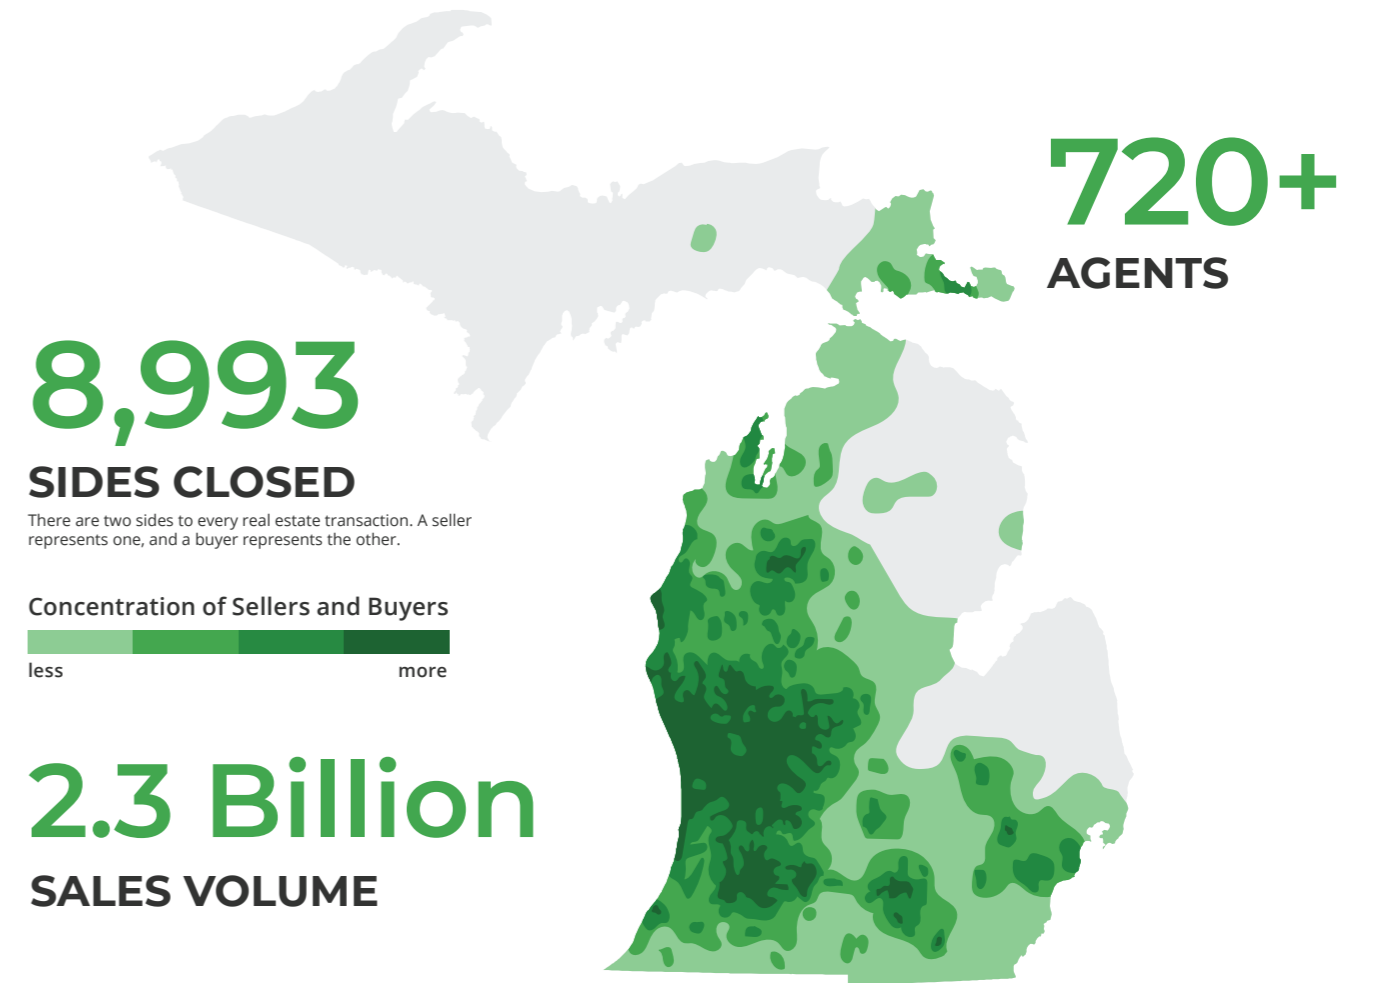 720+
AGENTS
8,993
SIDES CLOSED
There are two sides to every real estate transaction. A seller
represents one, and a buyer represents the other.
Concentration of Sellers and Buyers
less more
2.3 Billion
SALES VOLUME